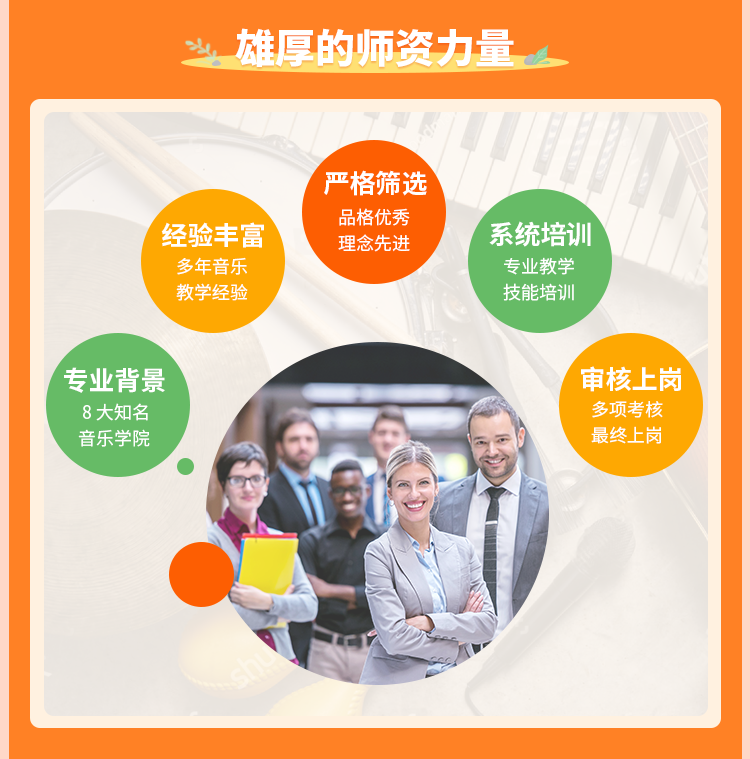 雄厚的师资力量
严格筛选
品格优秀
理念先进
经验丰富
多年音乐
教学经验
系统培训
专业教学
技能培训
专业背景
8 大知名
音乐学院
审核上岗
多项考核
最终上岗